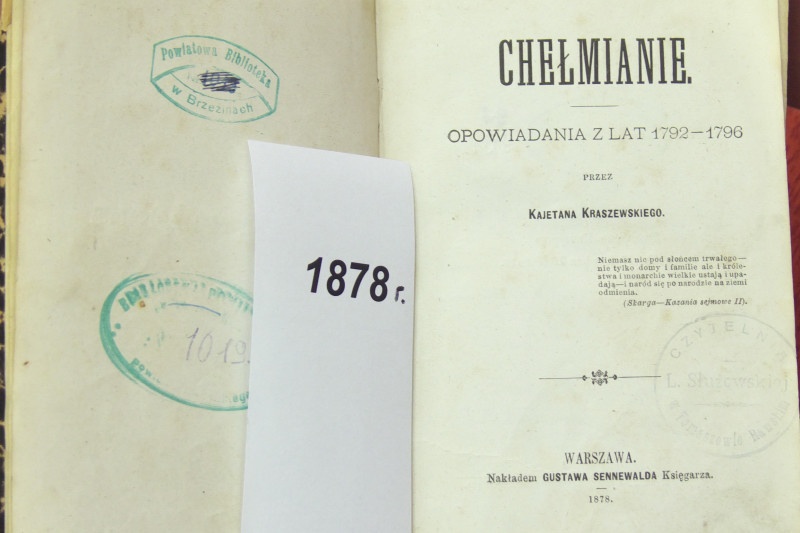 Powiatowa Biblioteka
w Brzezinach
1019.
1878 r.
CHEŁMIANIE.
OPOWIADANIA Z LAT 1792—1796
PRZEZ
KAJETANA KRASZEWSKIEGO.
Niemasz nic pod słońcem trwałego—
nie tylko domy i familie ale i króle-
stwa i monarchie wielkie ustają i upa-
dają—i naród się po narodzie na ziemi
odmienia.
(Skarga—Kazania sejmowe II).
CZYTELNIA
L. Słuzewski
WARSZAWA.
Nakładem GUSTAWA SENNEWALDA Księgarza.
1878.